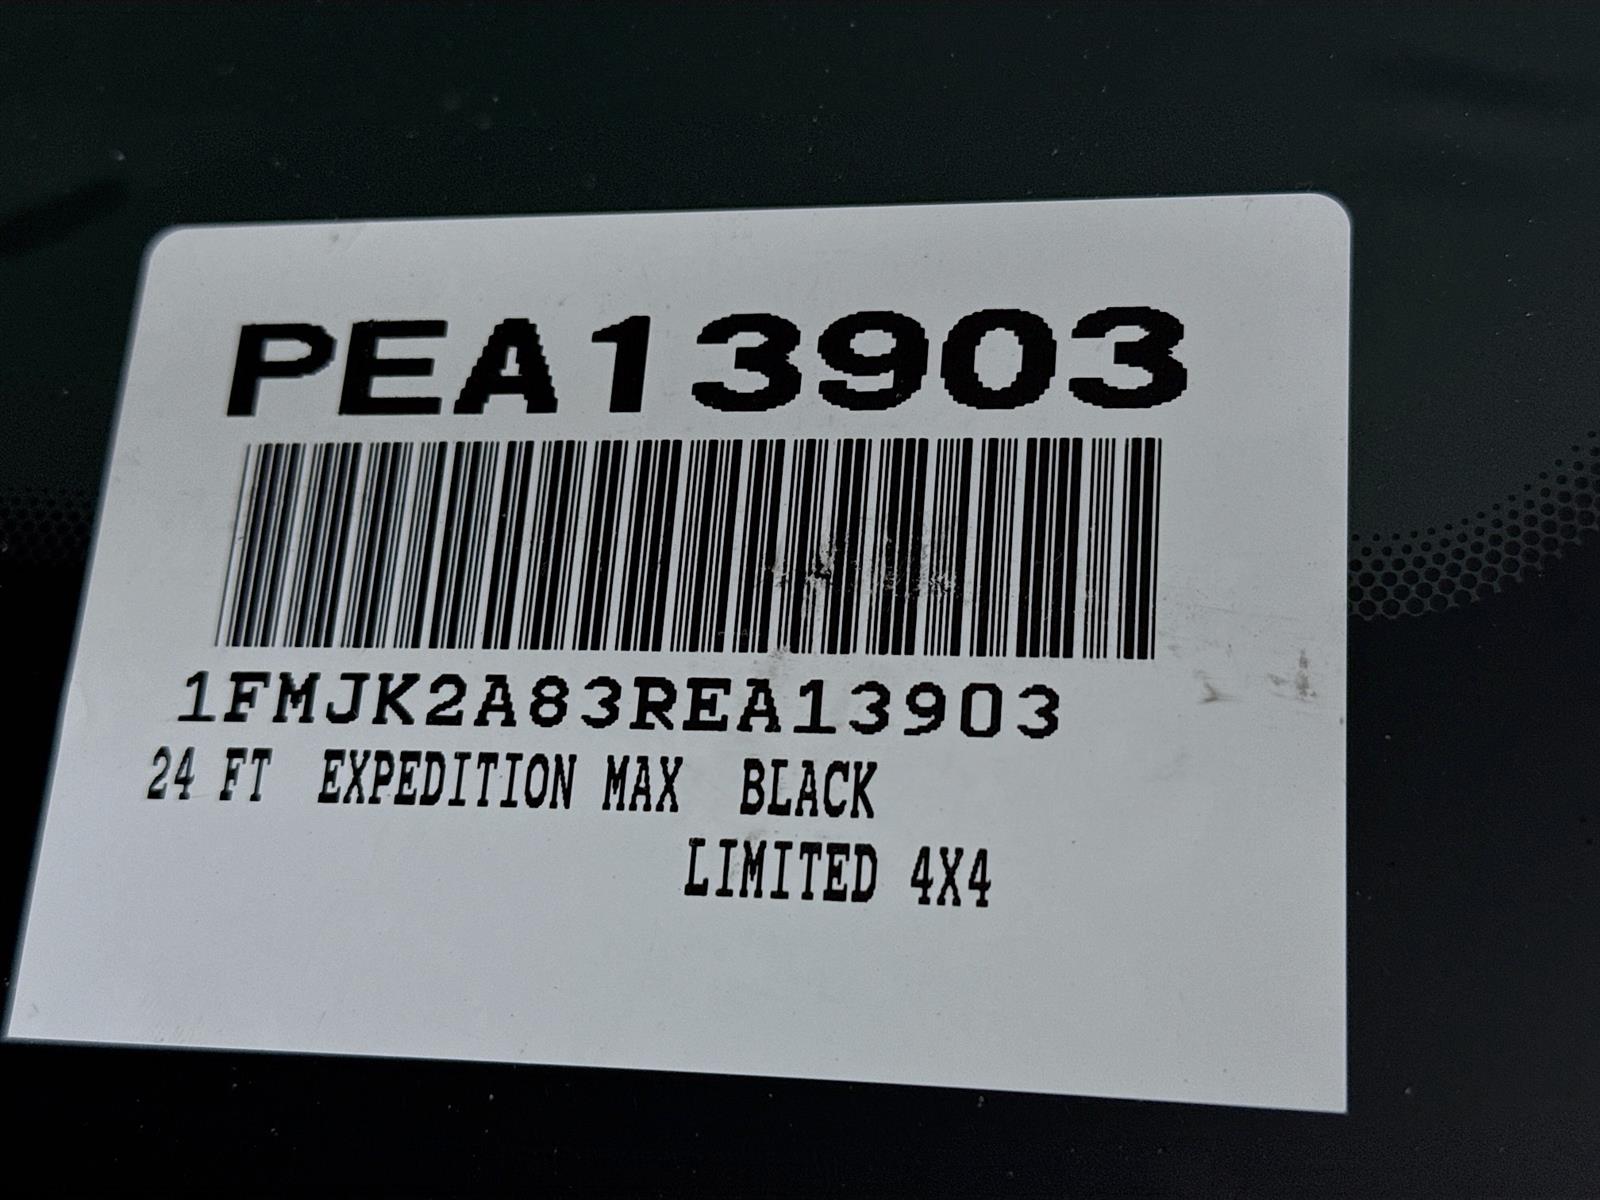 PEA13903
1FMJK2A83REA13903
24 FT EXPEDITION MAX BLACK
LIMITED 4X4